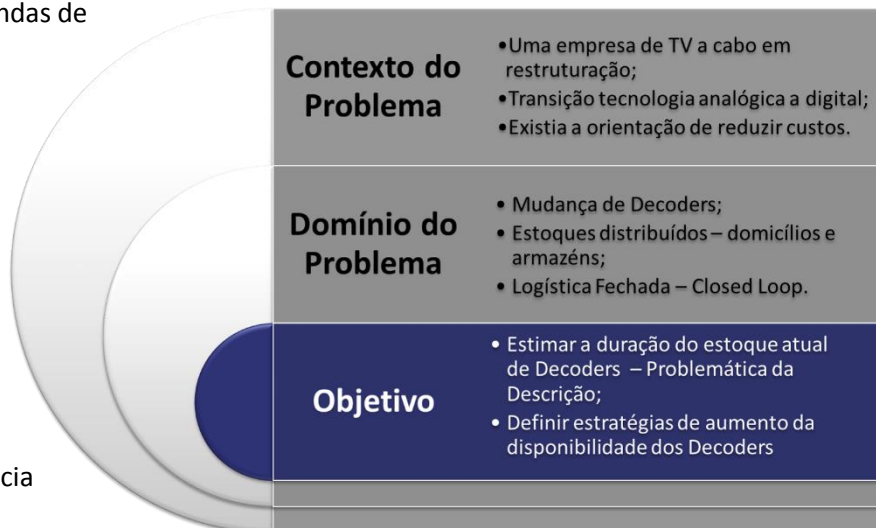 ndas de
Contexto do
Problema
•Uma empresa de TV a cabo em
restruturação;
•Transição tecnologia analógica a digital;
•Existia a orientação de reduzir custos.
Domínio do
Problema
• Mudança de Decoders;
• Estoques distribuídos – domicílios e
armazéns;
• Logística Fechada – Closed Loop.
Objetivo
• Estimar a duração do estoque atual
de Decoders – Problemática da
Descrição;
• Definir estratégias de aumento da
disponibilidade dos Decoders
cia